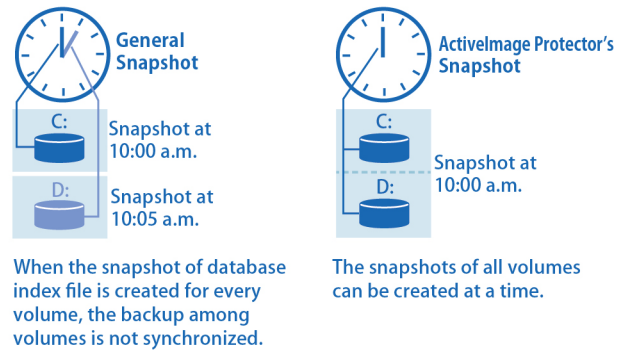 General
Snapshot
C:
Snapshot at
10:00 a.m.
D:
Snapshot at
10:05 a.m.
When the snapshot of database
index file is created for every
volume, the backup among
volumes is not synchronized.
ActiveImage Protector's
Snapshot
C:
D:
Snapshot at
10:00 a.m.
The snapshots of all volumes
can be created at a time.